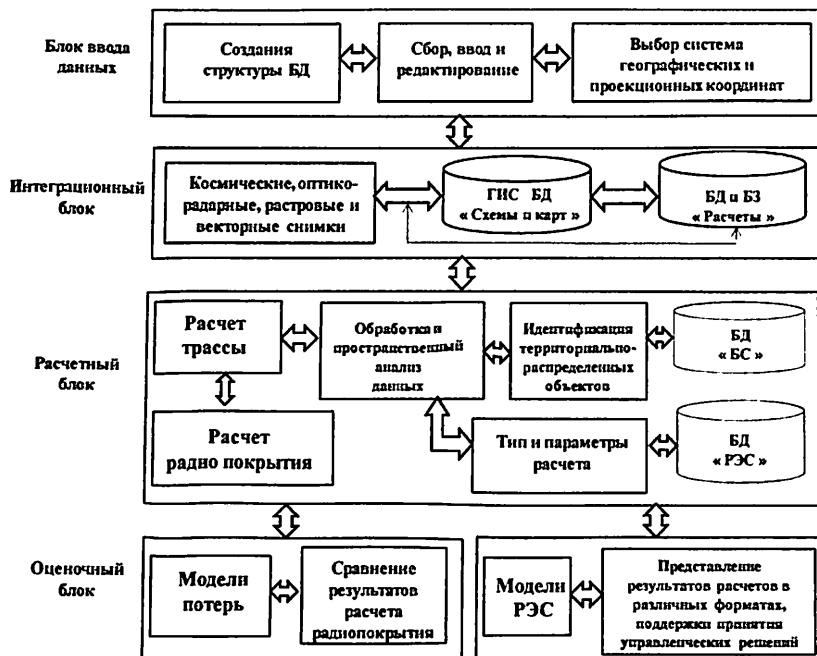 Блок ввода
данных
Создания
структуры БД
Сбор, ввод и
редактирование
Выбор система
географических и
проекционных координат
Интеграционный
блок
Космические, оптико-
радарные, растровые и
векторные снимки
ГИС БД
« Схемы и карт »
БД и БЗ
« Расчеты »
Расчетный
блок
Расчет
трассы
Обработка и
пространственный
анализ
данных
Идентификация
территориально-
распределенных
объектов
БД
« БС »
Расчет
радио покрытия
Тип и параметры
расчета
БД
« РЭС »
Оценочный
блок
Модели
потерь
Сравнение
результатов
расчета
радиопокрытия
Модели
РЭС
Представление
результатов расчетов в
различных форматах,
поддержки принятия
управленческих решений